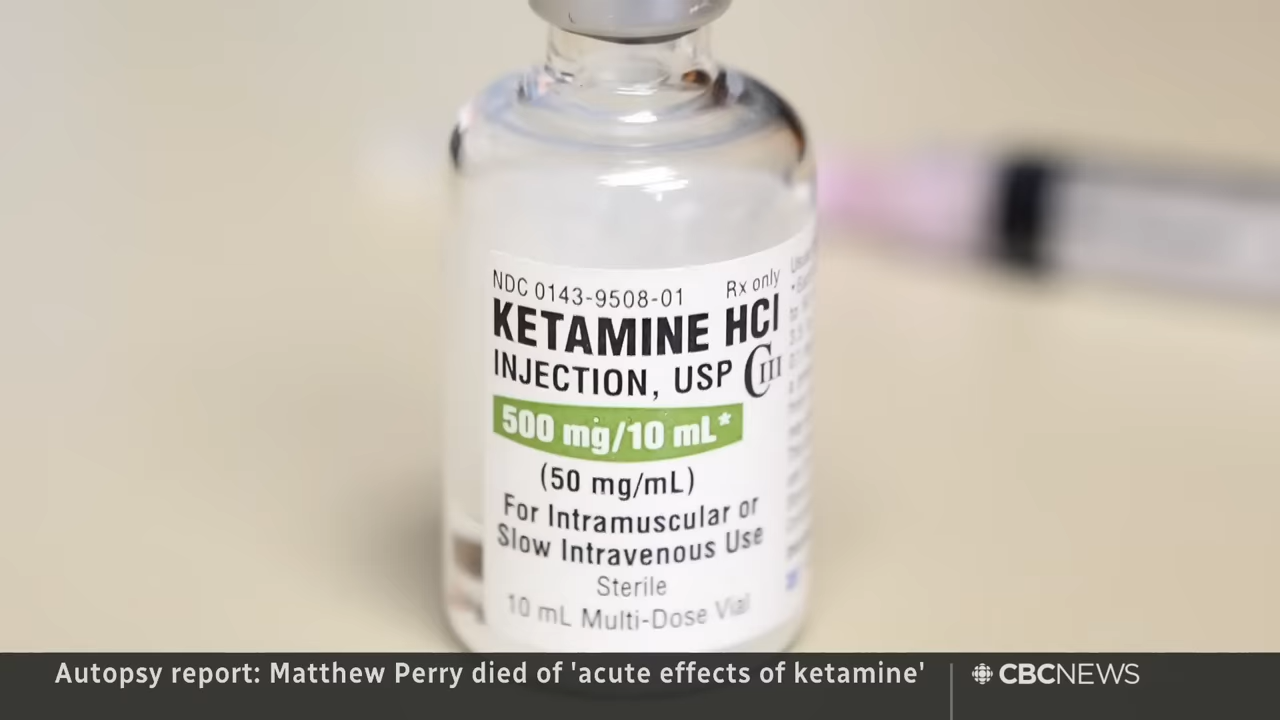 NDC 0143-9508-01 Rx only
KETAMINE HCl
INJECTION, USP CIII
500 mg/10 mL*
(50 mg/mL)
For Intramuscular or
Slow Intravenous Use
Sterile
10 mL Multi-Dose Vial
Autopsy report: Matthew Perry died of 'acute effects of ketamine'
CBCNEWS